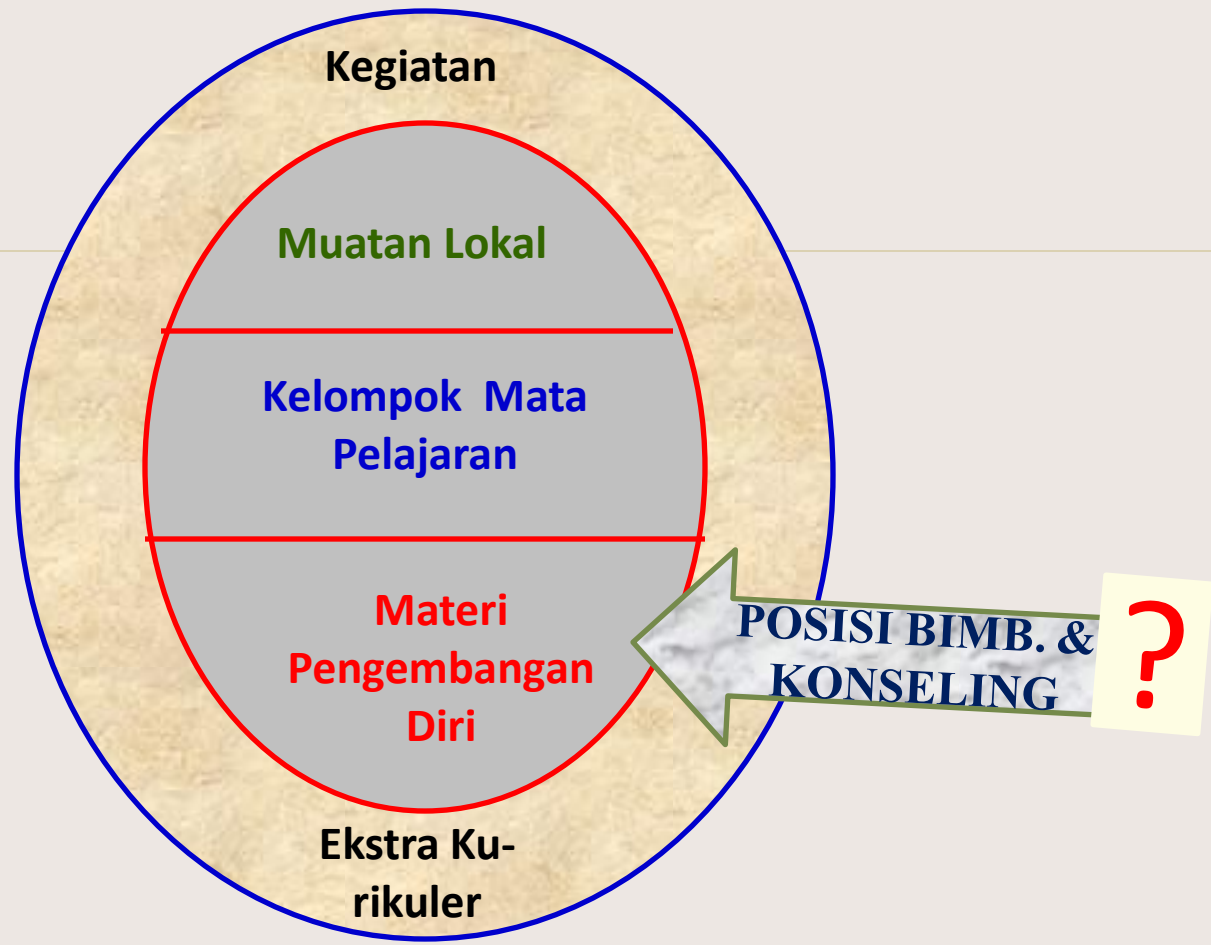 Kegiatan
Muatan Lokal
Kelompok Mata
Pelajaran
Materi
Pengembangan
Diri
POSISI BIMB. &
KONSELING
?
Ekstra Ku-
rikuler